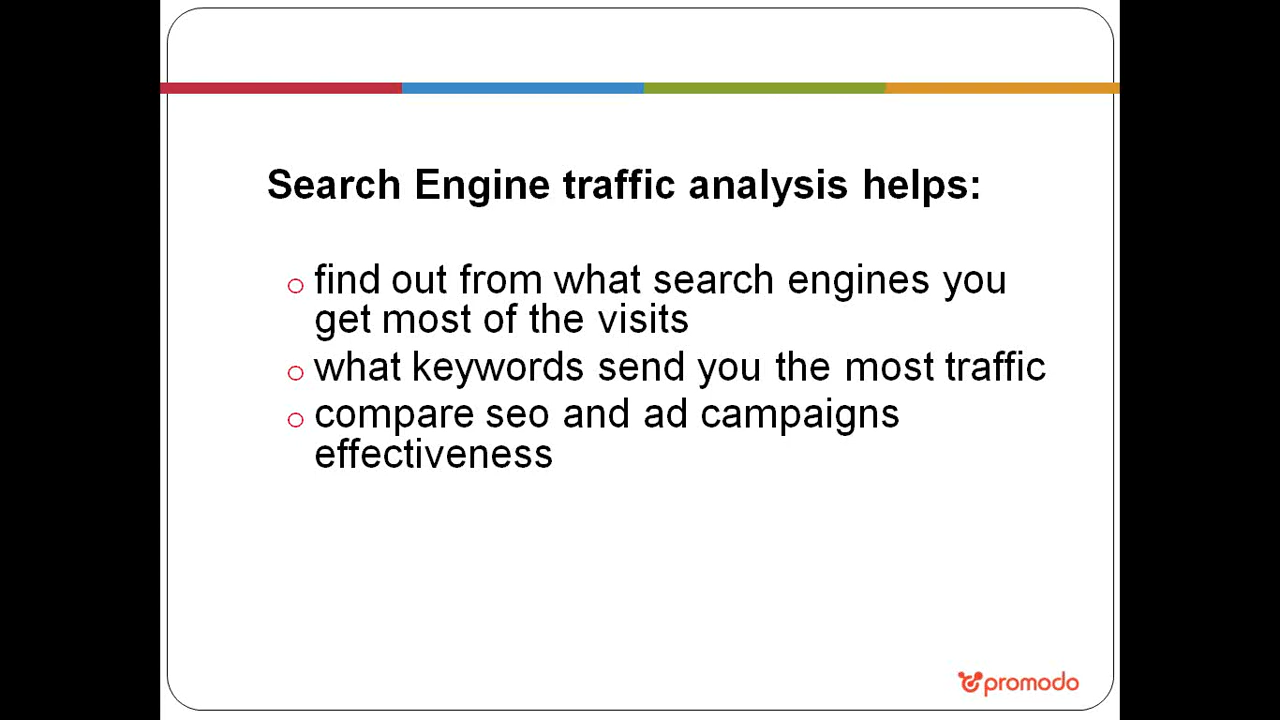 Search Engine traffic analysis helps:
find out from what search engines you
get most of the visits
what keywords send you the most traffic
compare seo and ad campaigns
effectiveness
promodo